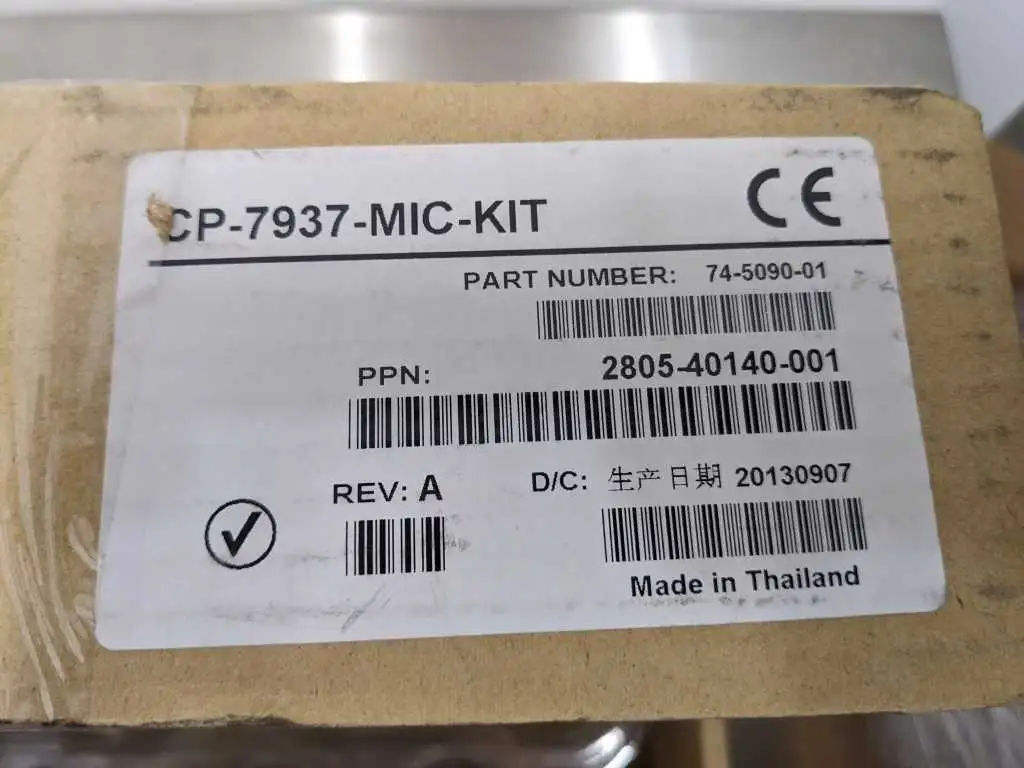 CP-7937-MIC-KIT CE
PART NUMBER: 74-5090-01
PPN: 2805-40140-001
REV: A D/C: 生产日期 20130907
Made in Thailand